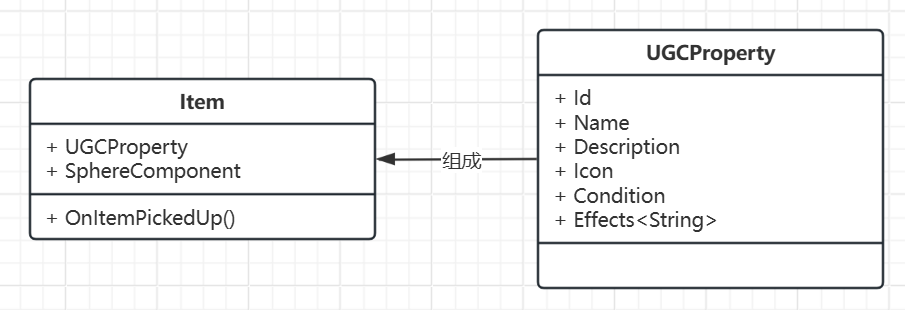 Item
+ UGCProperty
+ SphereComponent
+ OnItemPickedUp()
组成
UGCProperty
+ Id
+ Name
+ Description
+ Icon
+ Condition
+ Effects<String>